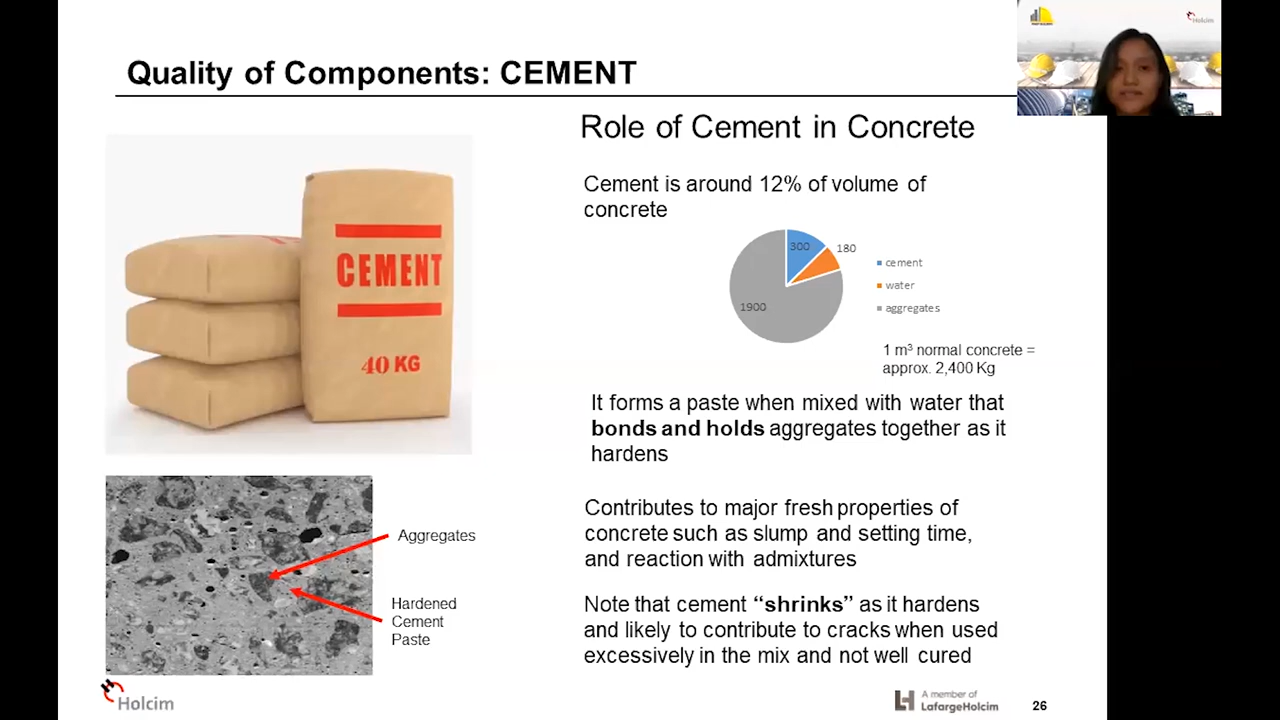 Quality of Components: CEMENT
Holcim
Role of Cement in Concrete
Cement is around 12% of volume of
concrete
300
180
1900
cement
water
aggregates
1 m³ normal concrete =
approx. 2,400 Kg
CEMENT
40 KG
It forms a paste when mixed with water that
bonds and holds aggregates together as it
hardens
Contributes to major fresh properties of
concrete such as slump and setting time,
and reaction with admixtures
Note that cement “shrinks” as it hardens
and likely to contribute to cracks when used
excessively in the mix and not well cured
Aggregates
Hardened
Cement
Paste
Holcim
A member of
LafargeHolcim
26